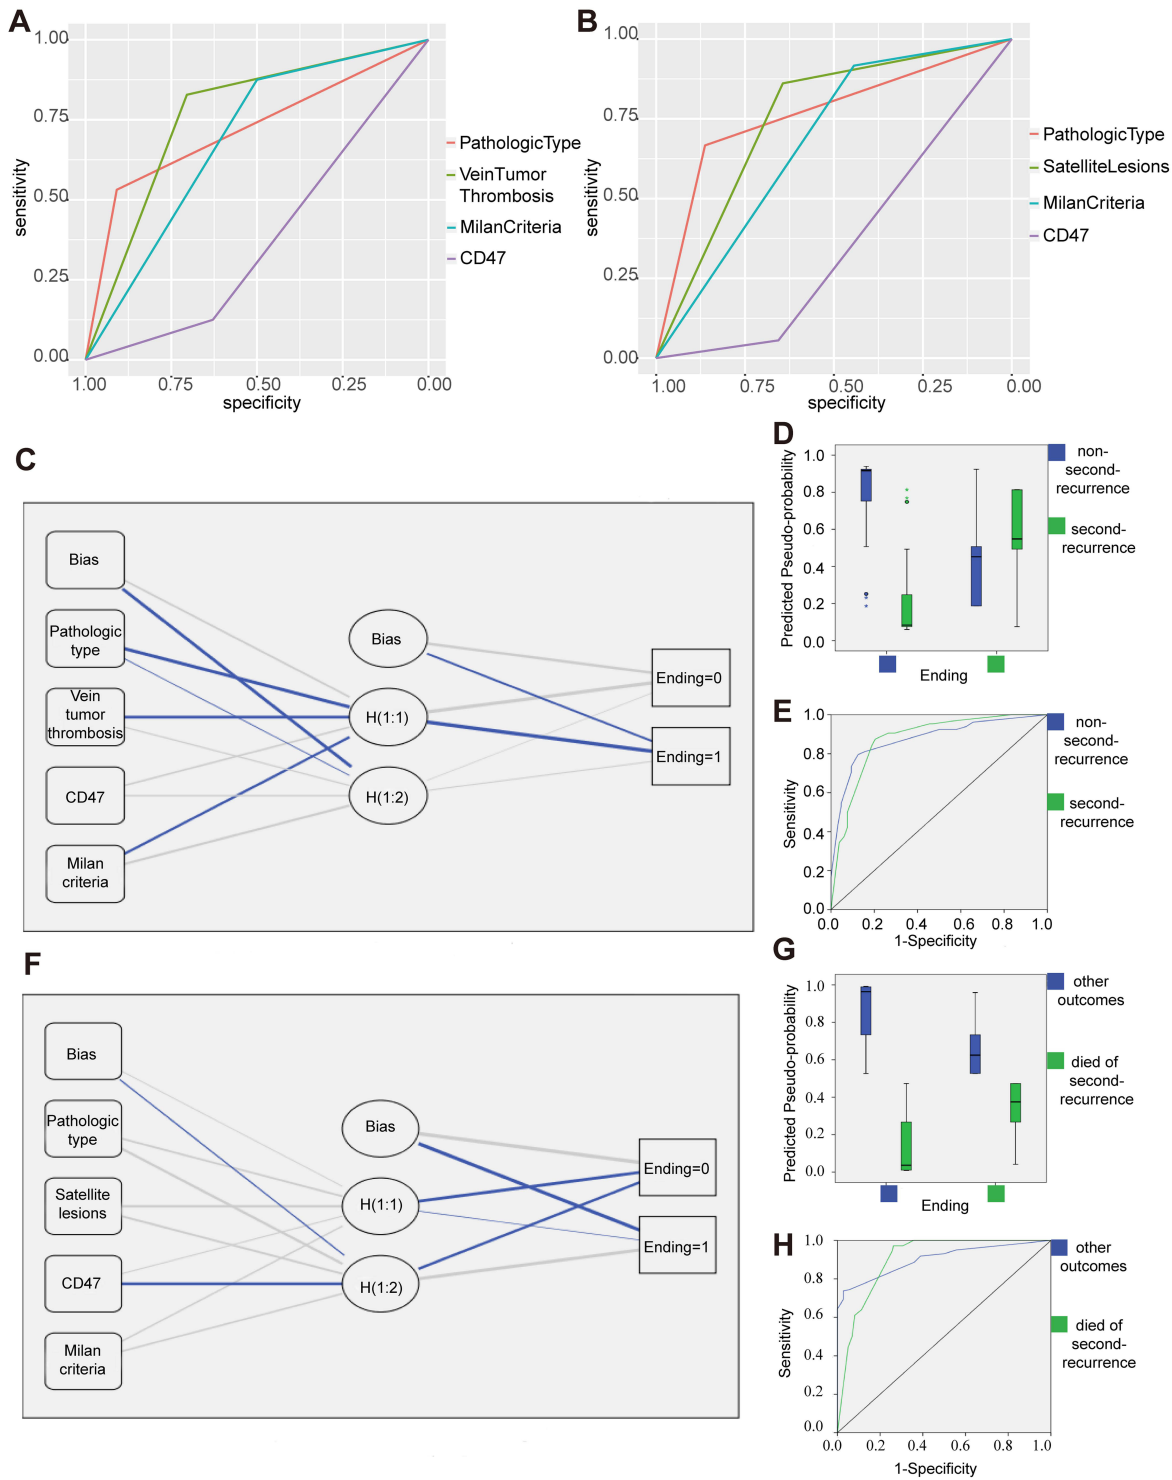 A
1.00
0.75
0.50
0.25
0.00
sensitivity
1.00
0.75
0.50
0.25
0.00
specificity
PathologicType
VeinTumor
Thrombosis
MilanCriteria
CD47
B
1.00
0.75
0.50
0.25
0.00
sensitivity
1.00
0.75
0.50
0.25
0.00
specificity
PathologicType
SatelliteLesions
MilanCriteria
CD47
C
Bias
Pathologic
type
Vein
tumor
thrombosis
CD47
Milan
criteria
Bias
H(1:1)
H(1:2)
Ending=0
Ending=1
D
Predicted Pseudo-probability
1.0
0.8
0.6
0.4
0.2
0.0
Ending
non-
second-
recurrence
second-
recurrence
E
Sensitivity
1.0
0.8
0.6
0.4
0.2
0.0
0.0
0.2
0.4
0.6
0.8
1.0
1-Specificity
non-
second-
recurrence
second-
recurrence
F
Bias
Pathologic
type
Satellite
lesions
CD47
Milan
criteria
Bias
H(1:1)
H(1:2)
Ending=0
Ending=1
G
Predicted Pseudo-probability
1.0
0.8
0.6
0.4
0.2
0.0
Ending
other
outcomes
died of
second-
recurrence
H
Sensitivity
1.0
0.8
0.6
0.4
0.2
0.0
0.0
0.2
0.4
0.6
0.8
1.0
1-Specificity
other
outcomes
died of
second-
recurrence